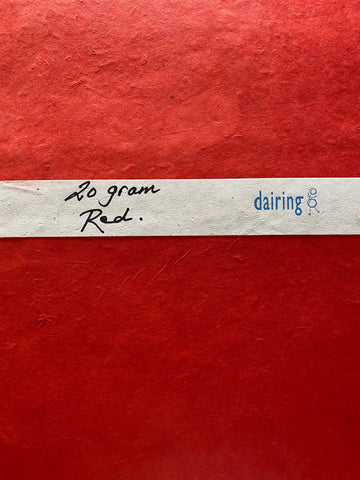 20 gram
Red.
dairing